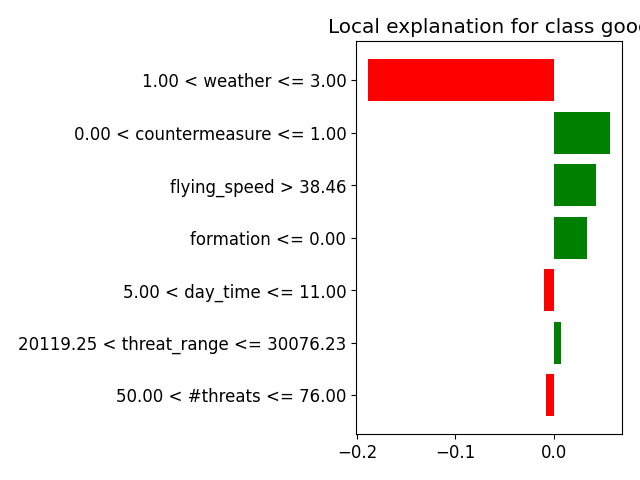 Local explanation for class good
1.00 < weather <= 3.00
0.00 < countermeasure <= 1.00
flying_speed > 38.46
formation <= 0.00
5.00 < day_time <= 11.00
20119.25 < threat_range <= 30076.23
50.00 < #threats <= 76.00
−0.2 −0.1 0.0